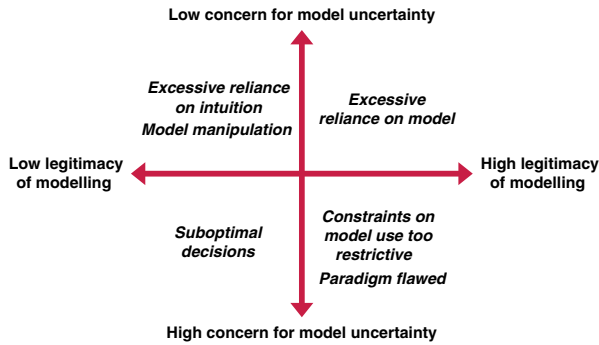 Low concern for model uncertainty
Excessive reliance
on intuition
Model manipulation
Excessive
reliance on model
Low legitimacy
of modelling
High legitimacy
of modelling
Suboptimal
decisions
Constraints on
model use too
restrictive
Paradigm flawed
High concern for model uncertainty